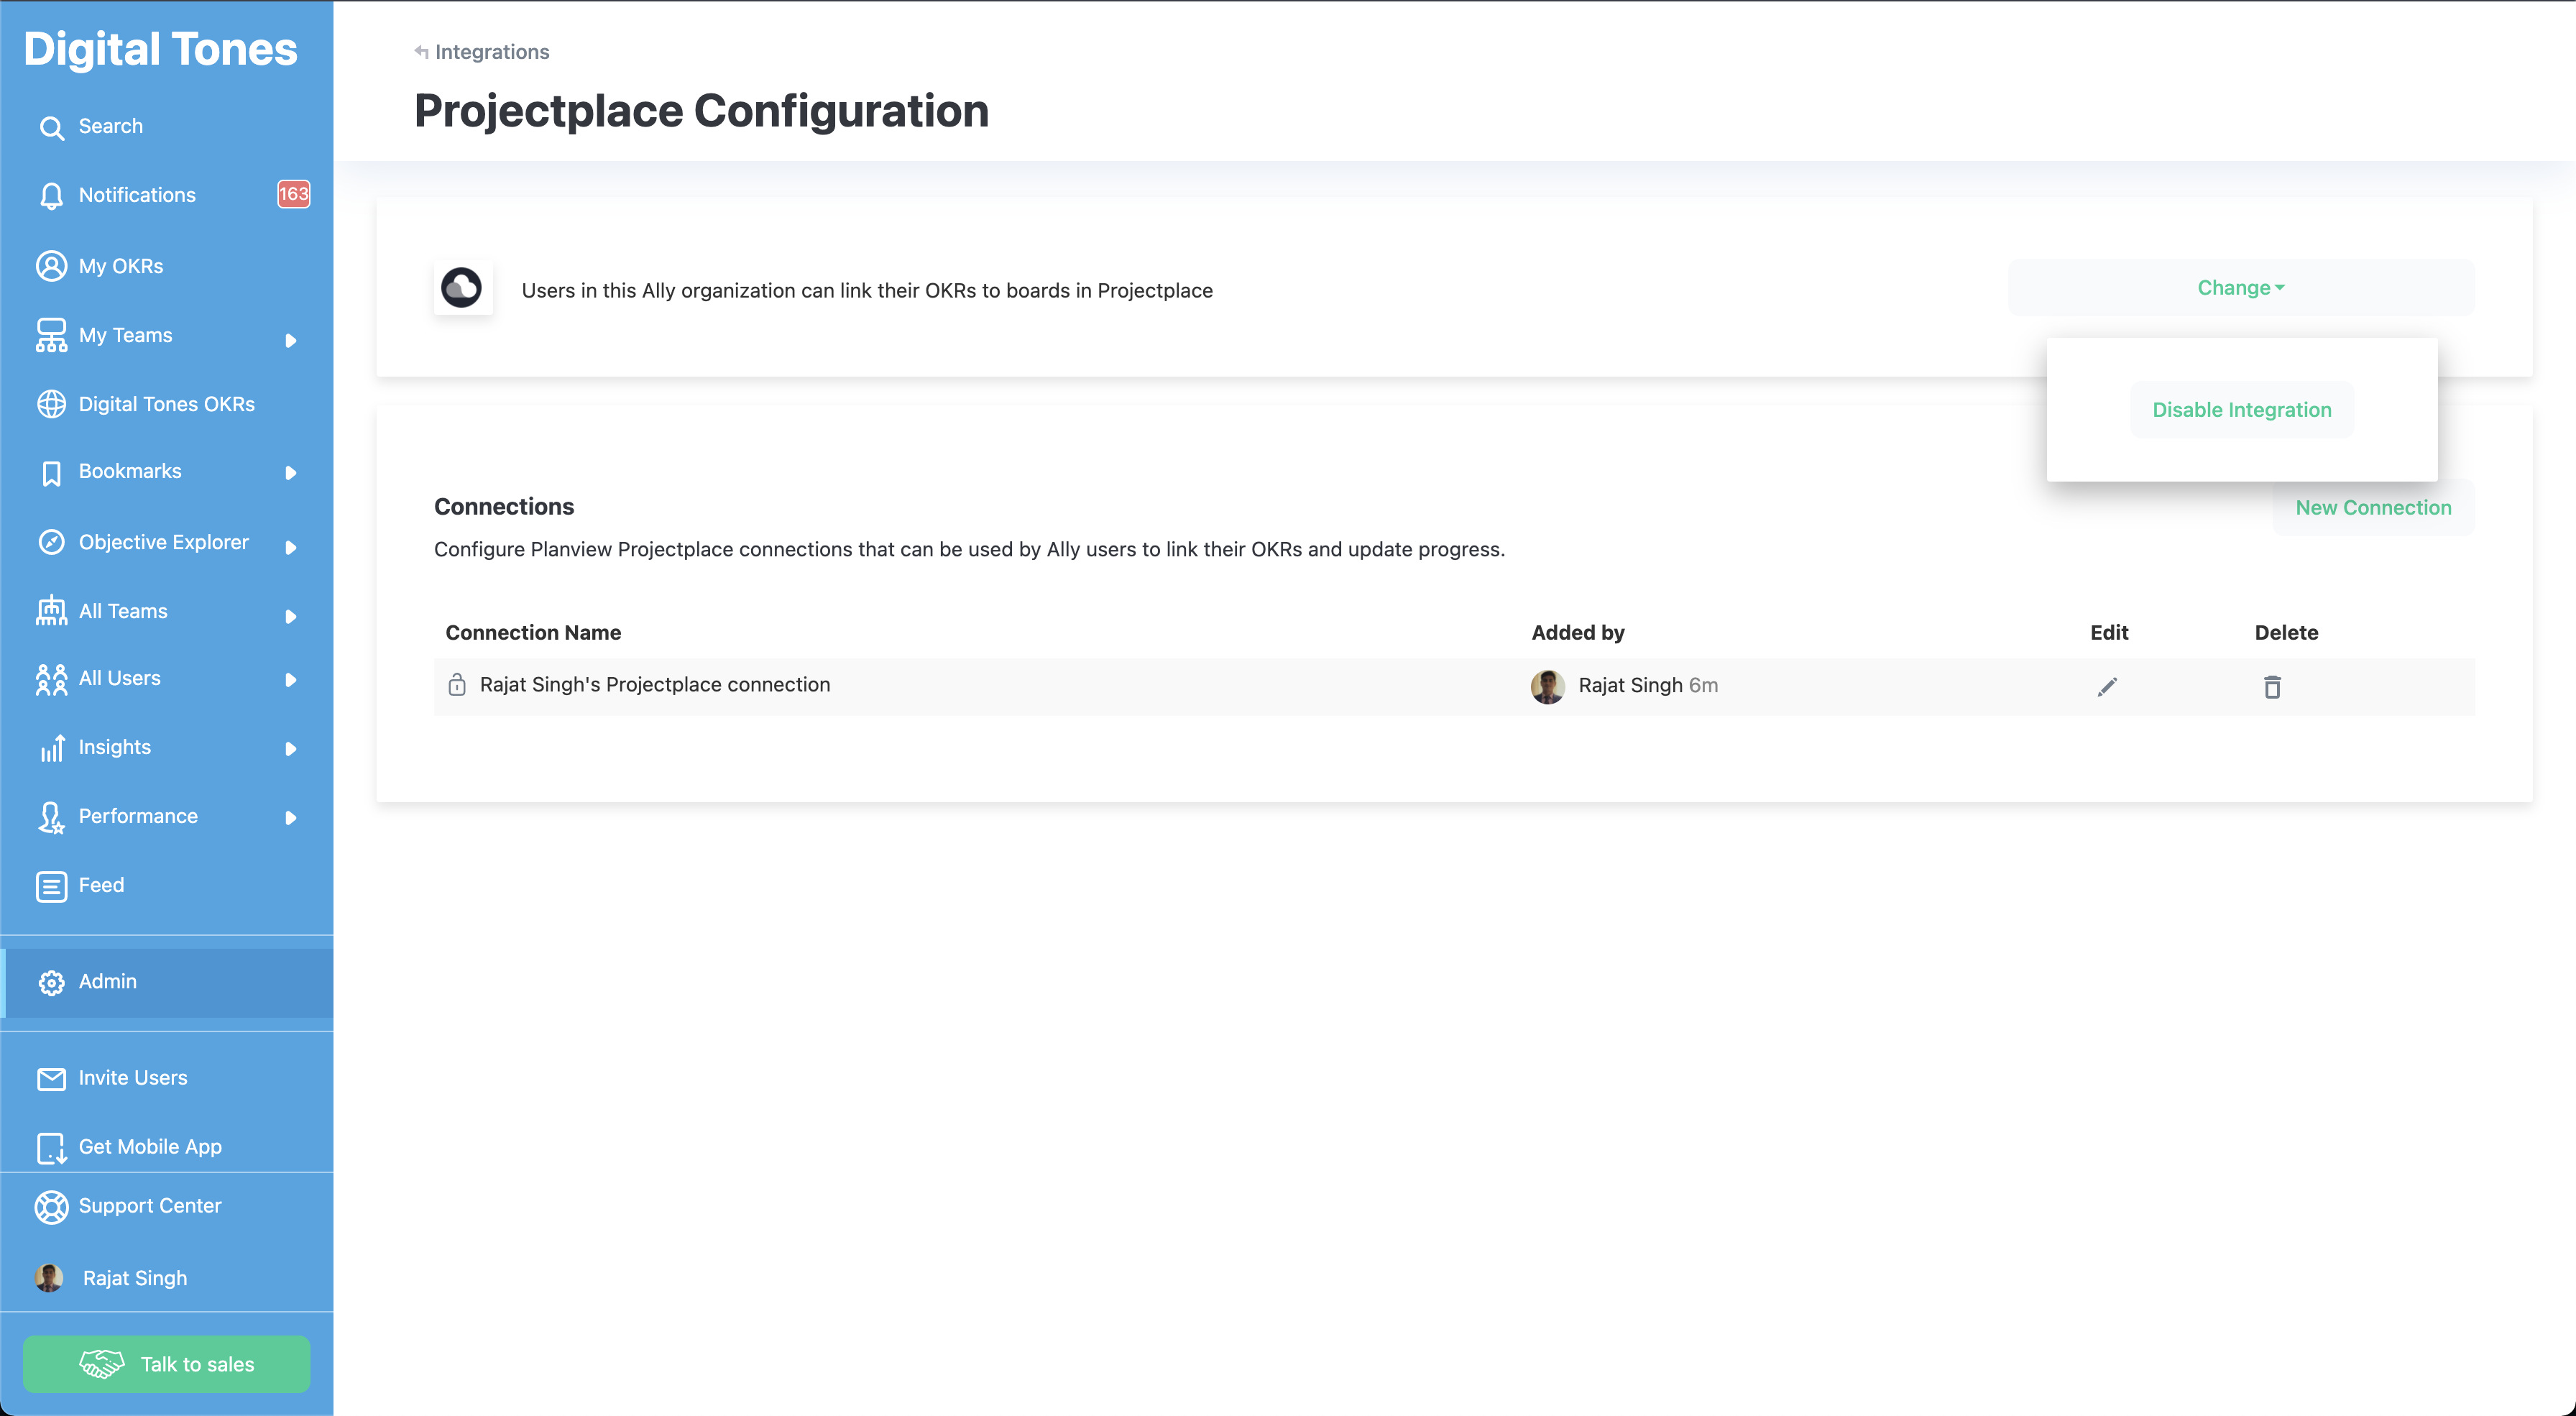 Digital Tones
Search
Notifications 163
My OKRs
My Teams
Digital Tones OKRs
Bookmarks
Objective Explorer
All Teams
All Users
Insights
Performance
Feed
Admin
Invite Users
Get Mobile App
Support Center
Rajat Singh
Talk to sales
Integrations
Projectplace Configuration
Users in this Ally organization can link their OKRs to boards in Projectplace
Change
Disable Integration
Connections
New Connection
Configure Planview Projectplace connections that can be used by Ally users to link their OKRs and update progress.
Connection Name Added by Edit Delete
Rajat Singh's Projectplace connection Rajat Singh 6m